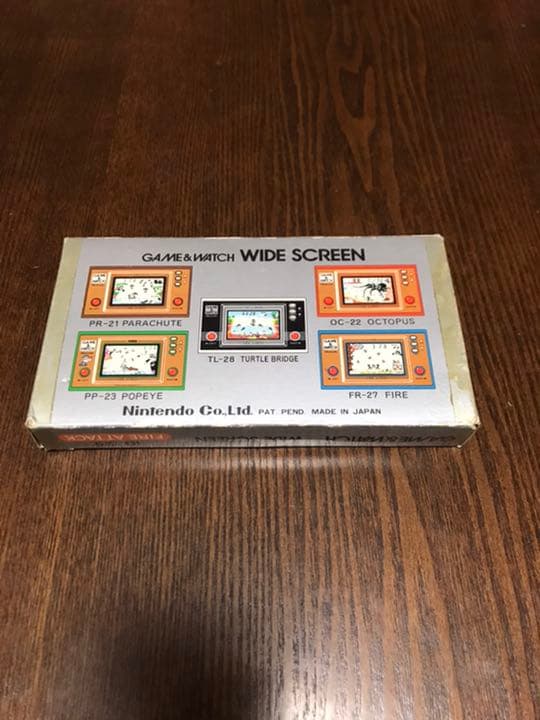 GAME&WATCH WIDE SCREEN
PR-21 PARACHUTE
OC-22 OCTOPUS
TL-28 TURTLE BRIDGE
PP-23 POPEYE
FR-27 FIRE
Nintendo Co.,Ltd. PAT. PEND. MADE IN JAPAN
FIRE ATTACK
GAME&WATCH WIDE SCREEN